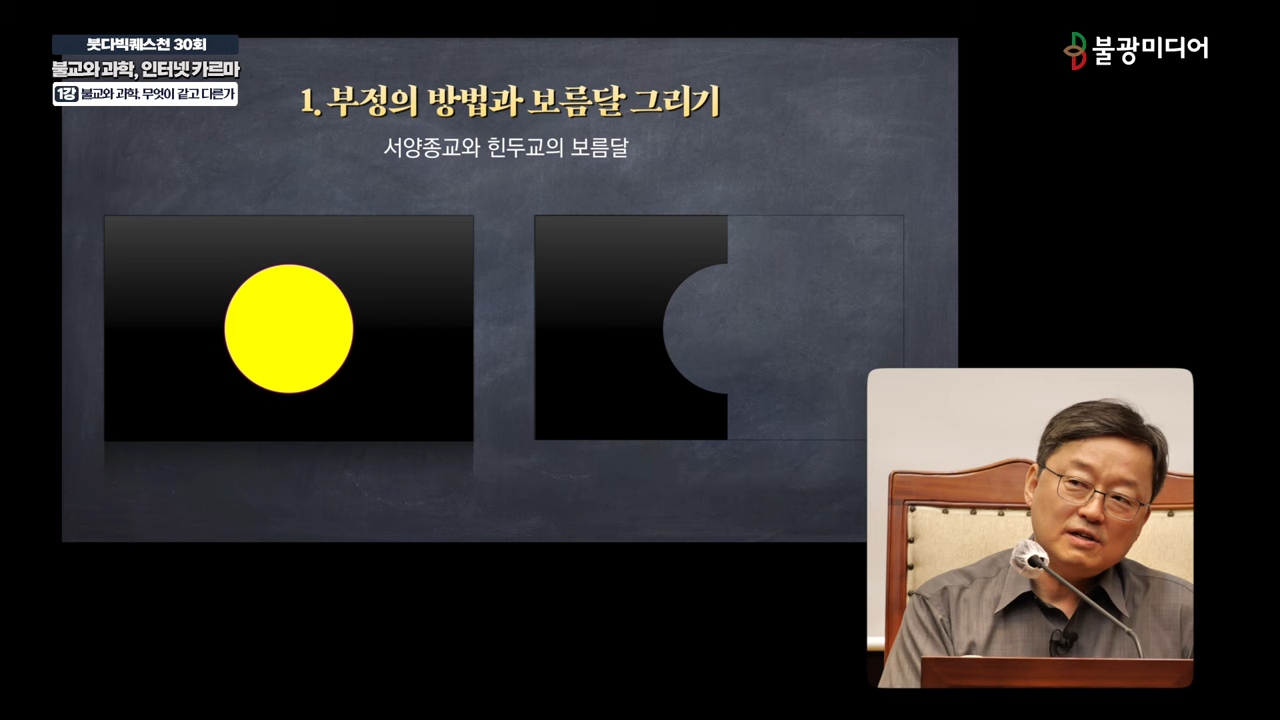 붓다빅퀘스천 30회
불교와 과학, 인터넷 카르마
1강 불교와 과학, 무엇이 같고 다른가
불광미디어
1. 부정의 방법과 보름달 그리기
서양종교와 힌두교의 보름달